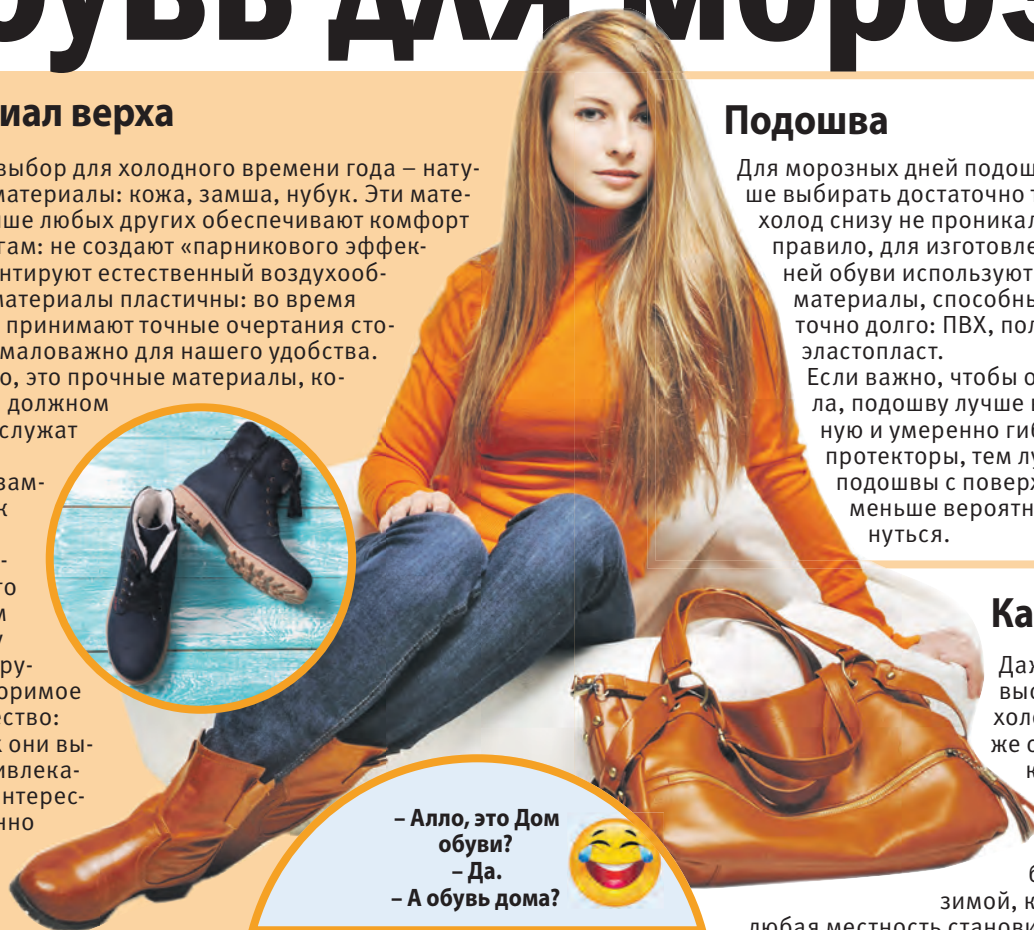 иал верха
выбор для холодного времени года – нату-
материалы: кожа, замша, нубук. Эти мате-
ше любых других обеспечивают комфорт
гам: не создают «парникового эффек-
нтируют естественный воздухооб-
материалы пластичны: во время
принимают точные очертания сто-
маловажно для нашего удобства.
о, это прочные материалы, ко-
должном
служат
зам-
к
-
то
м
у
ру-
оримое
ество:
к они вы-
ивлека-
нтерес-
нно
Подошва
Для морозных дней подош
ше выбирать достаточно т
холод снизу не проникал
правило, для изготовле
ней обуви используют
материалы, способны
точно долго: ПВХ, пол
эластопласт.
Если важно, чтобы о
ла, подошву лучше
ную и умеренно гиб
протекторы, тем лу
подошвы с поверх
меньше вероятн
нуться.
Ка
Даж
выс
холо
же с
к
б
зимой, к
любая местность станови
– Алло, это Дом
обуви?
– Да.
– А обувь дома?